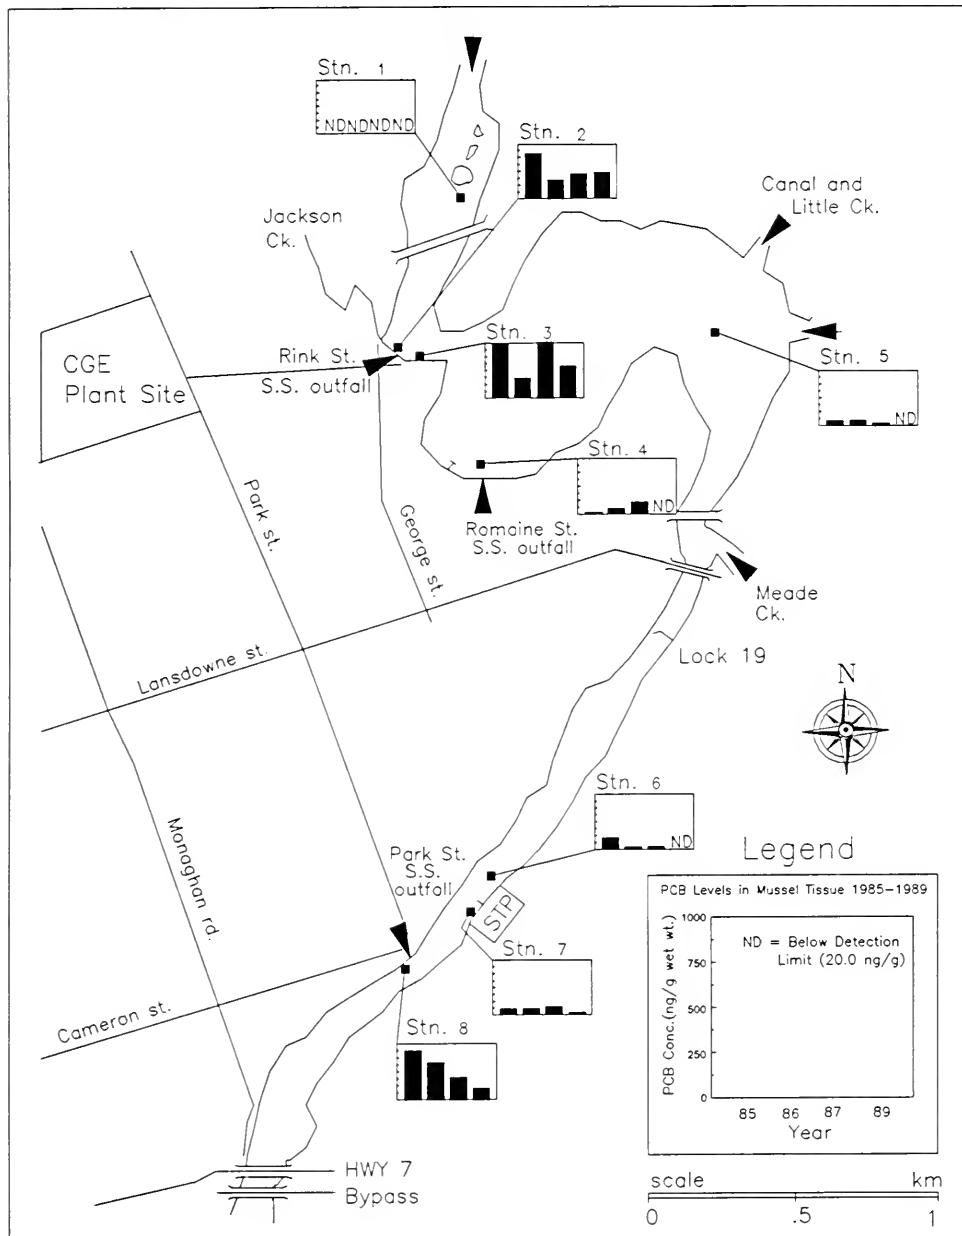 Stn. 1
NDNDNDND
Stn. 2
Canal and
Little Ck.
Jackson
Ck.
Stn. 3
Rink St.
S.S. outfall
CGE
Plant Site
Stn. 5
ND
Stn. 4
ND
Park st.
George st.
Romaine St.
S.S. outfall
Meade
Ck.
Lansdowne st.
Lock 19
N
Stn. 6
ND
Monaghan rd.
Park St.
S.S.
outfall
STP
Stn. 7
Cameron st.
Stn. 8
HWY 7
Bypass
Legend
PCB Levels in Mussel Tissue 1985-1989
PCB Conc.(ng/g wet wt.)
1000
750
500
250
0
ND = Below Detection
Limit (20.0 ng/g)
85 86 87 89
Year
scale km
0 .5 1